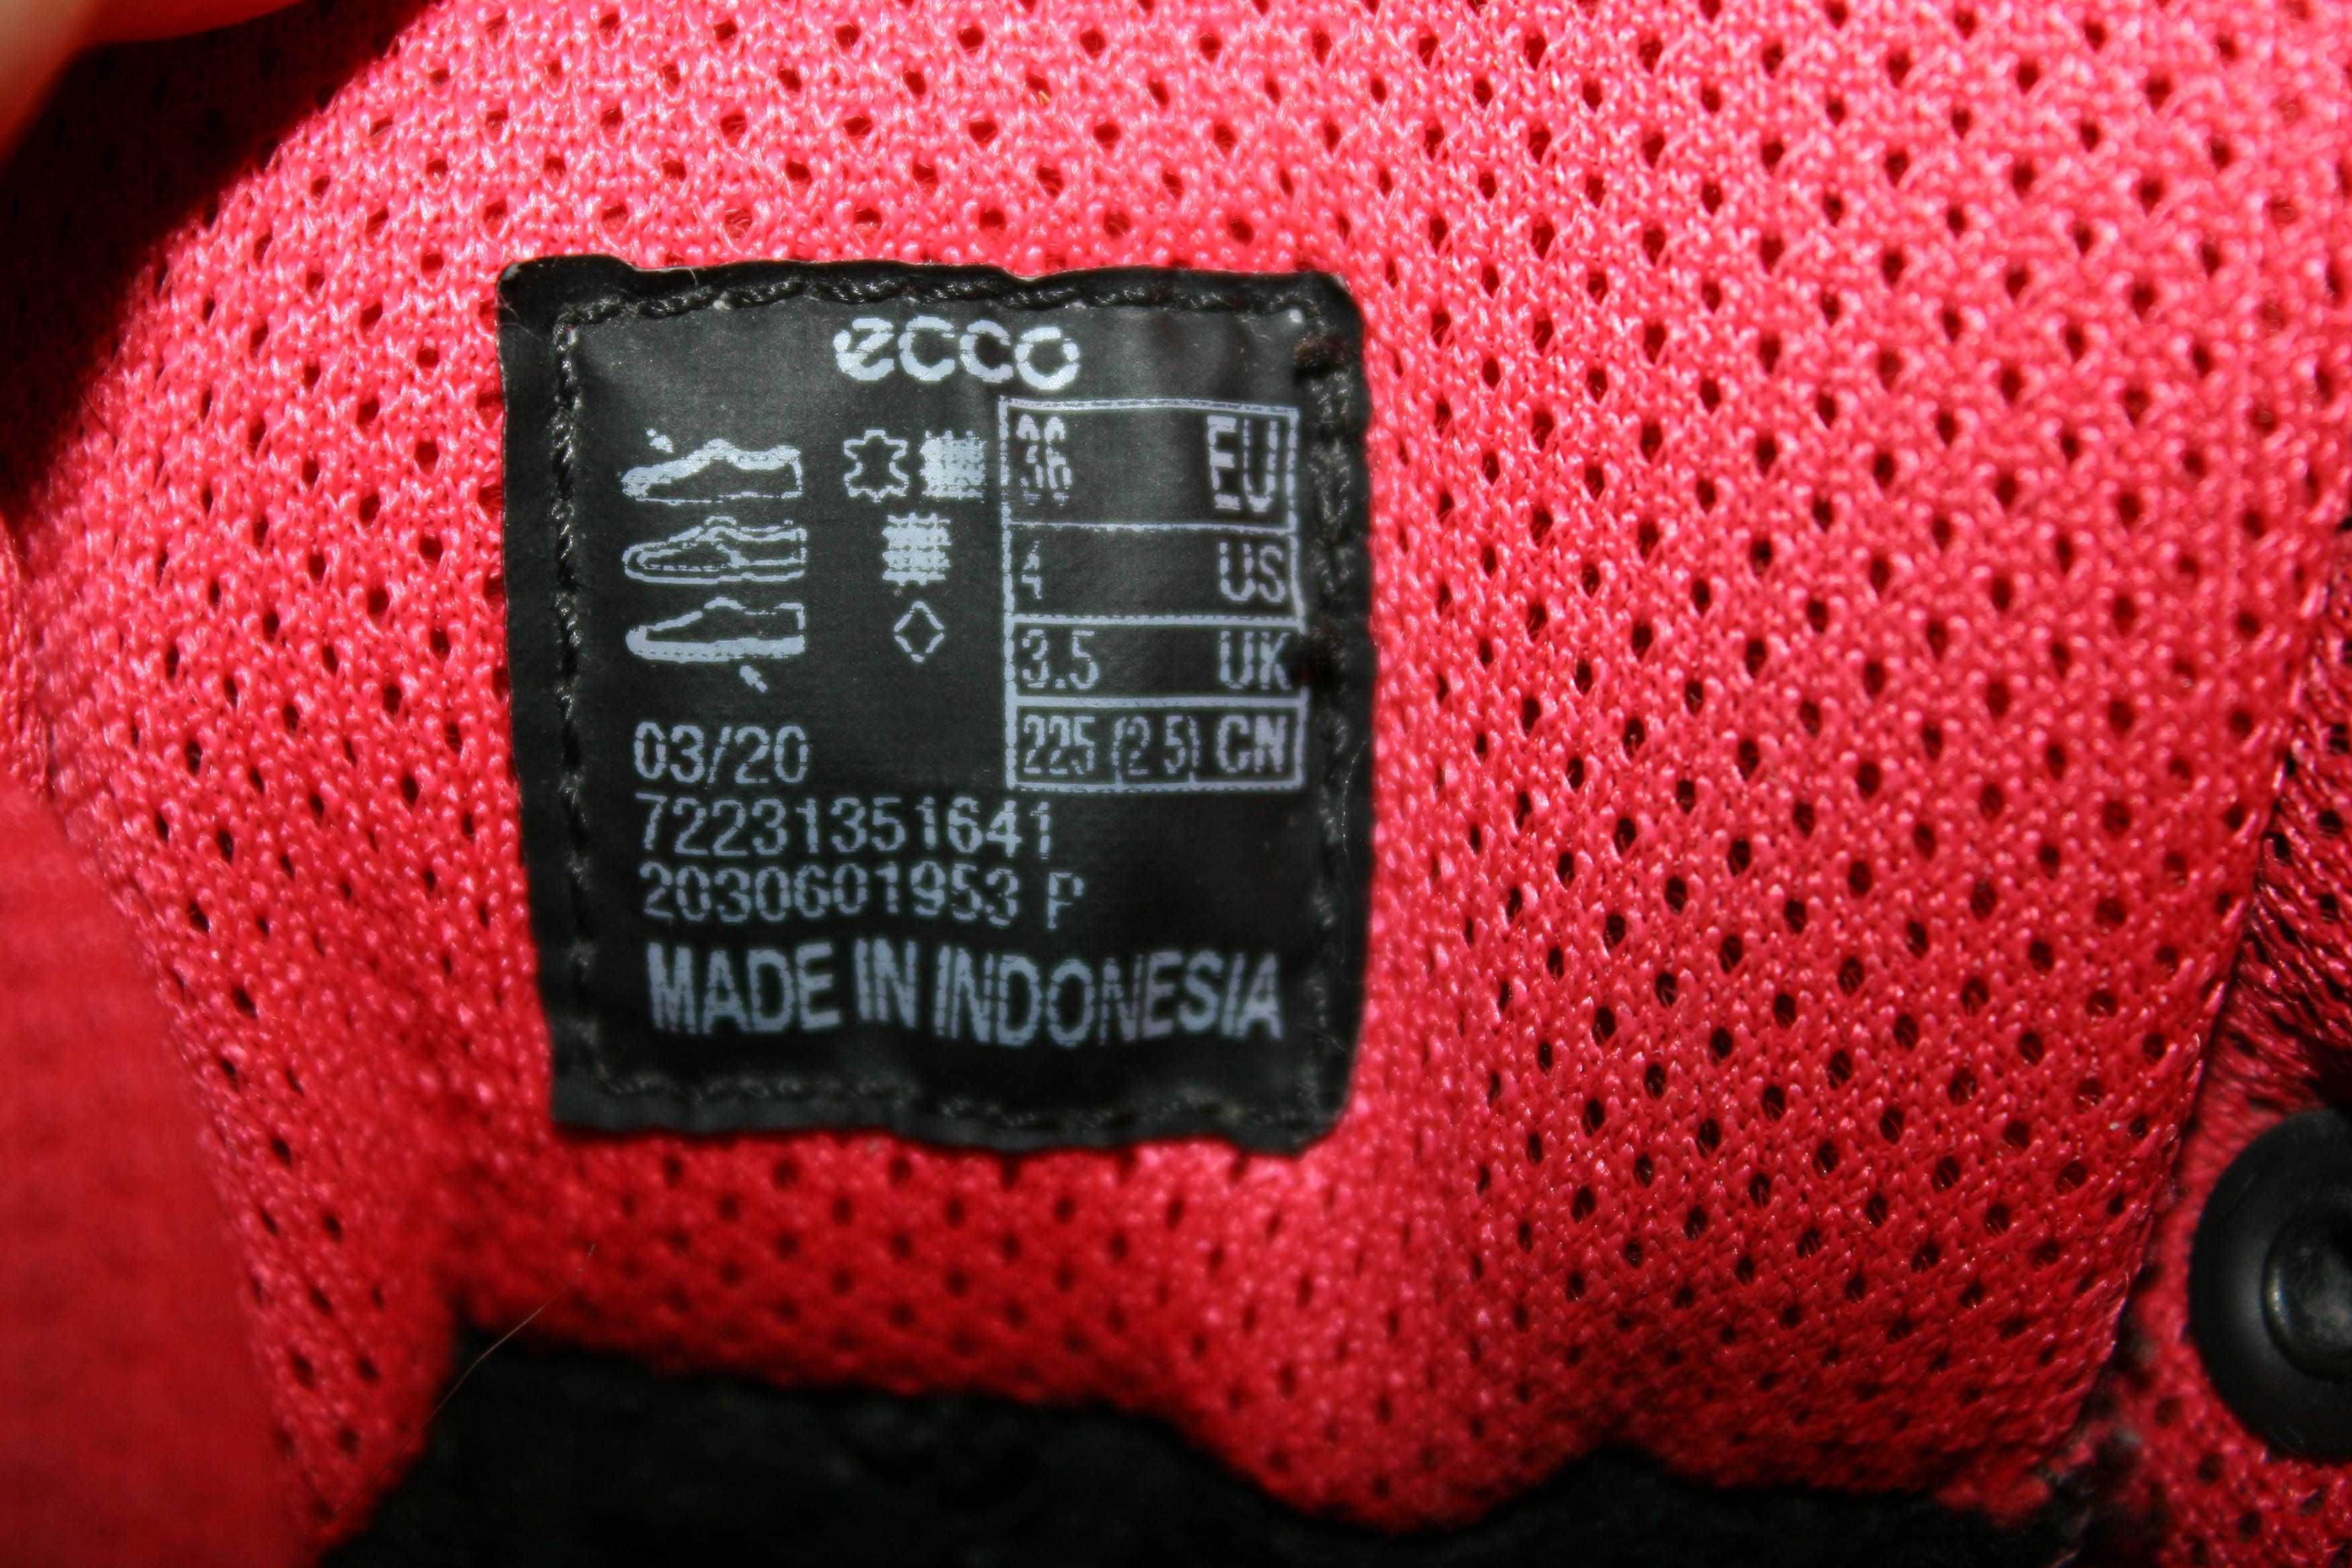 ecco
36 EU
4 US
3.5 UK
225 (2.5) CN
03/20
72231351641
2030601953 P
MADE IN INDONESIA